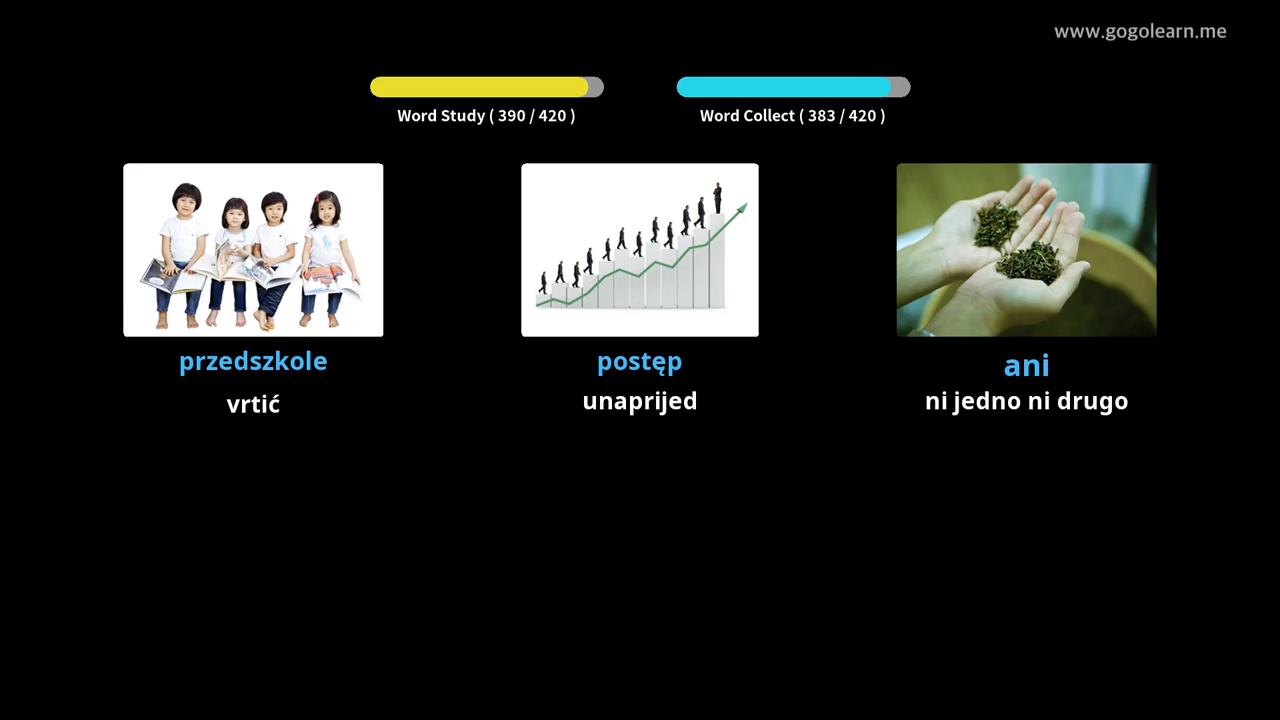 www.gogolearn.me
Word Study ( 390 / 420 )
Word Collect ( 383 / 420 )
przedszkole
postęp
ani
vrtić
unaprijed
ni jedno ni drugo